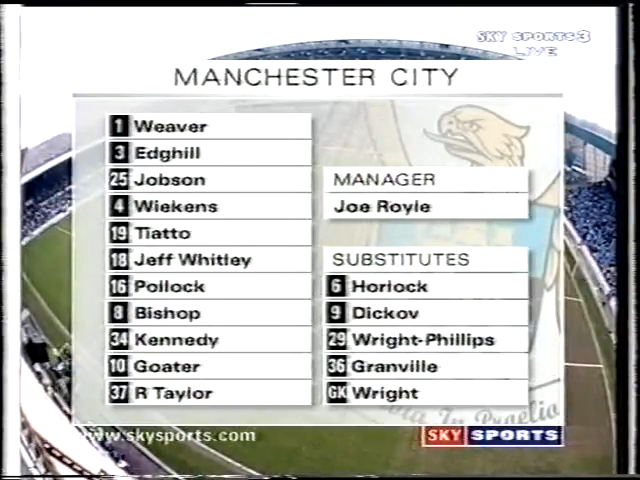 SKY SPORTS 3
LIVE
MANCHESTER CITY
1 Weaver
3 Edghill
25 Jobson
4 Wiekens
19 Tiatto
18 Jeff Whitley
16 Pollock
8 Bishop
34 Kennedy
10 Goater
37 R Taylor
MANAGER
Joe Royle
SUBSTITUTES
6 Horlock
9 Dickov
29 Wright-Phillips
36 Granville
GK Wright
In Proelio
www.skysports.com
SKY SPORTS